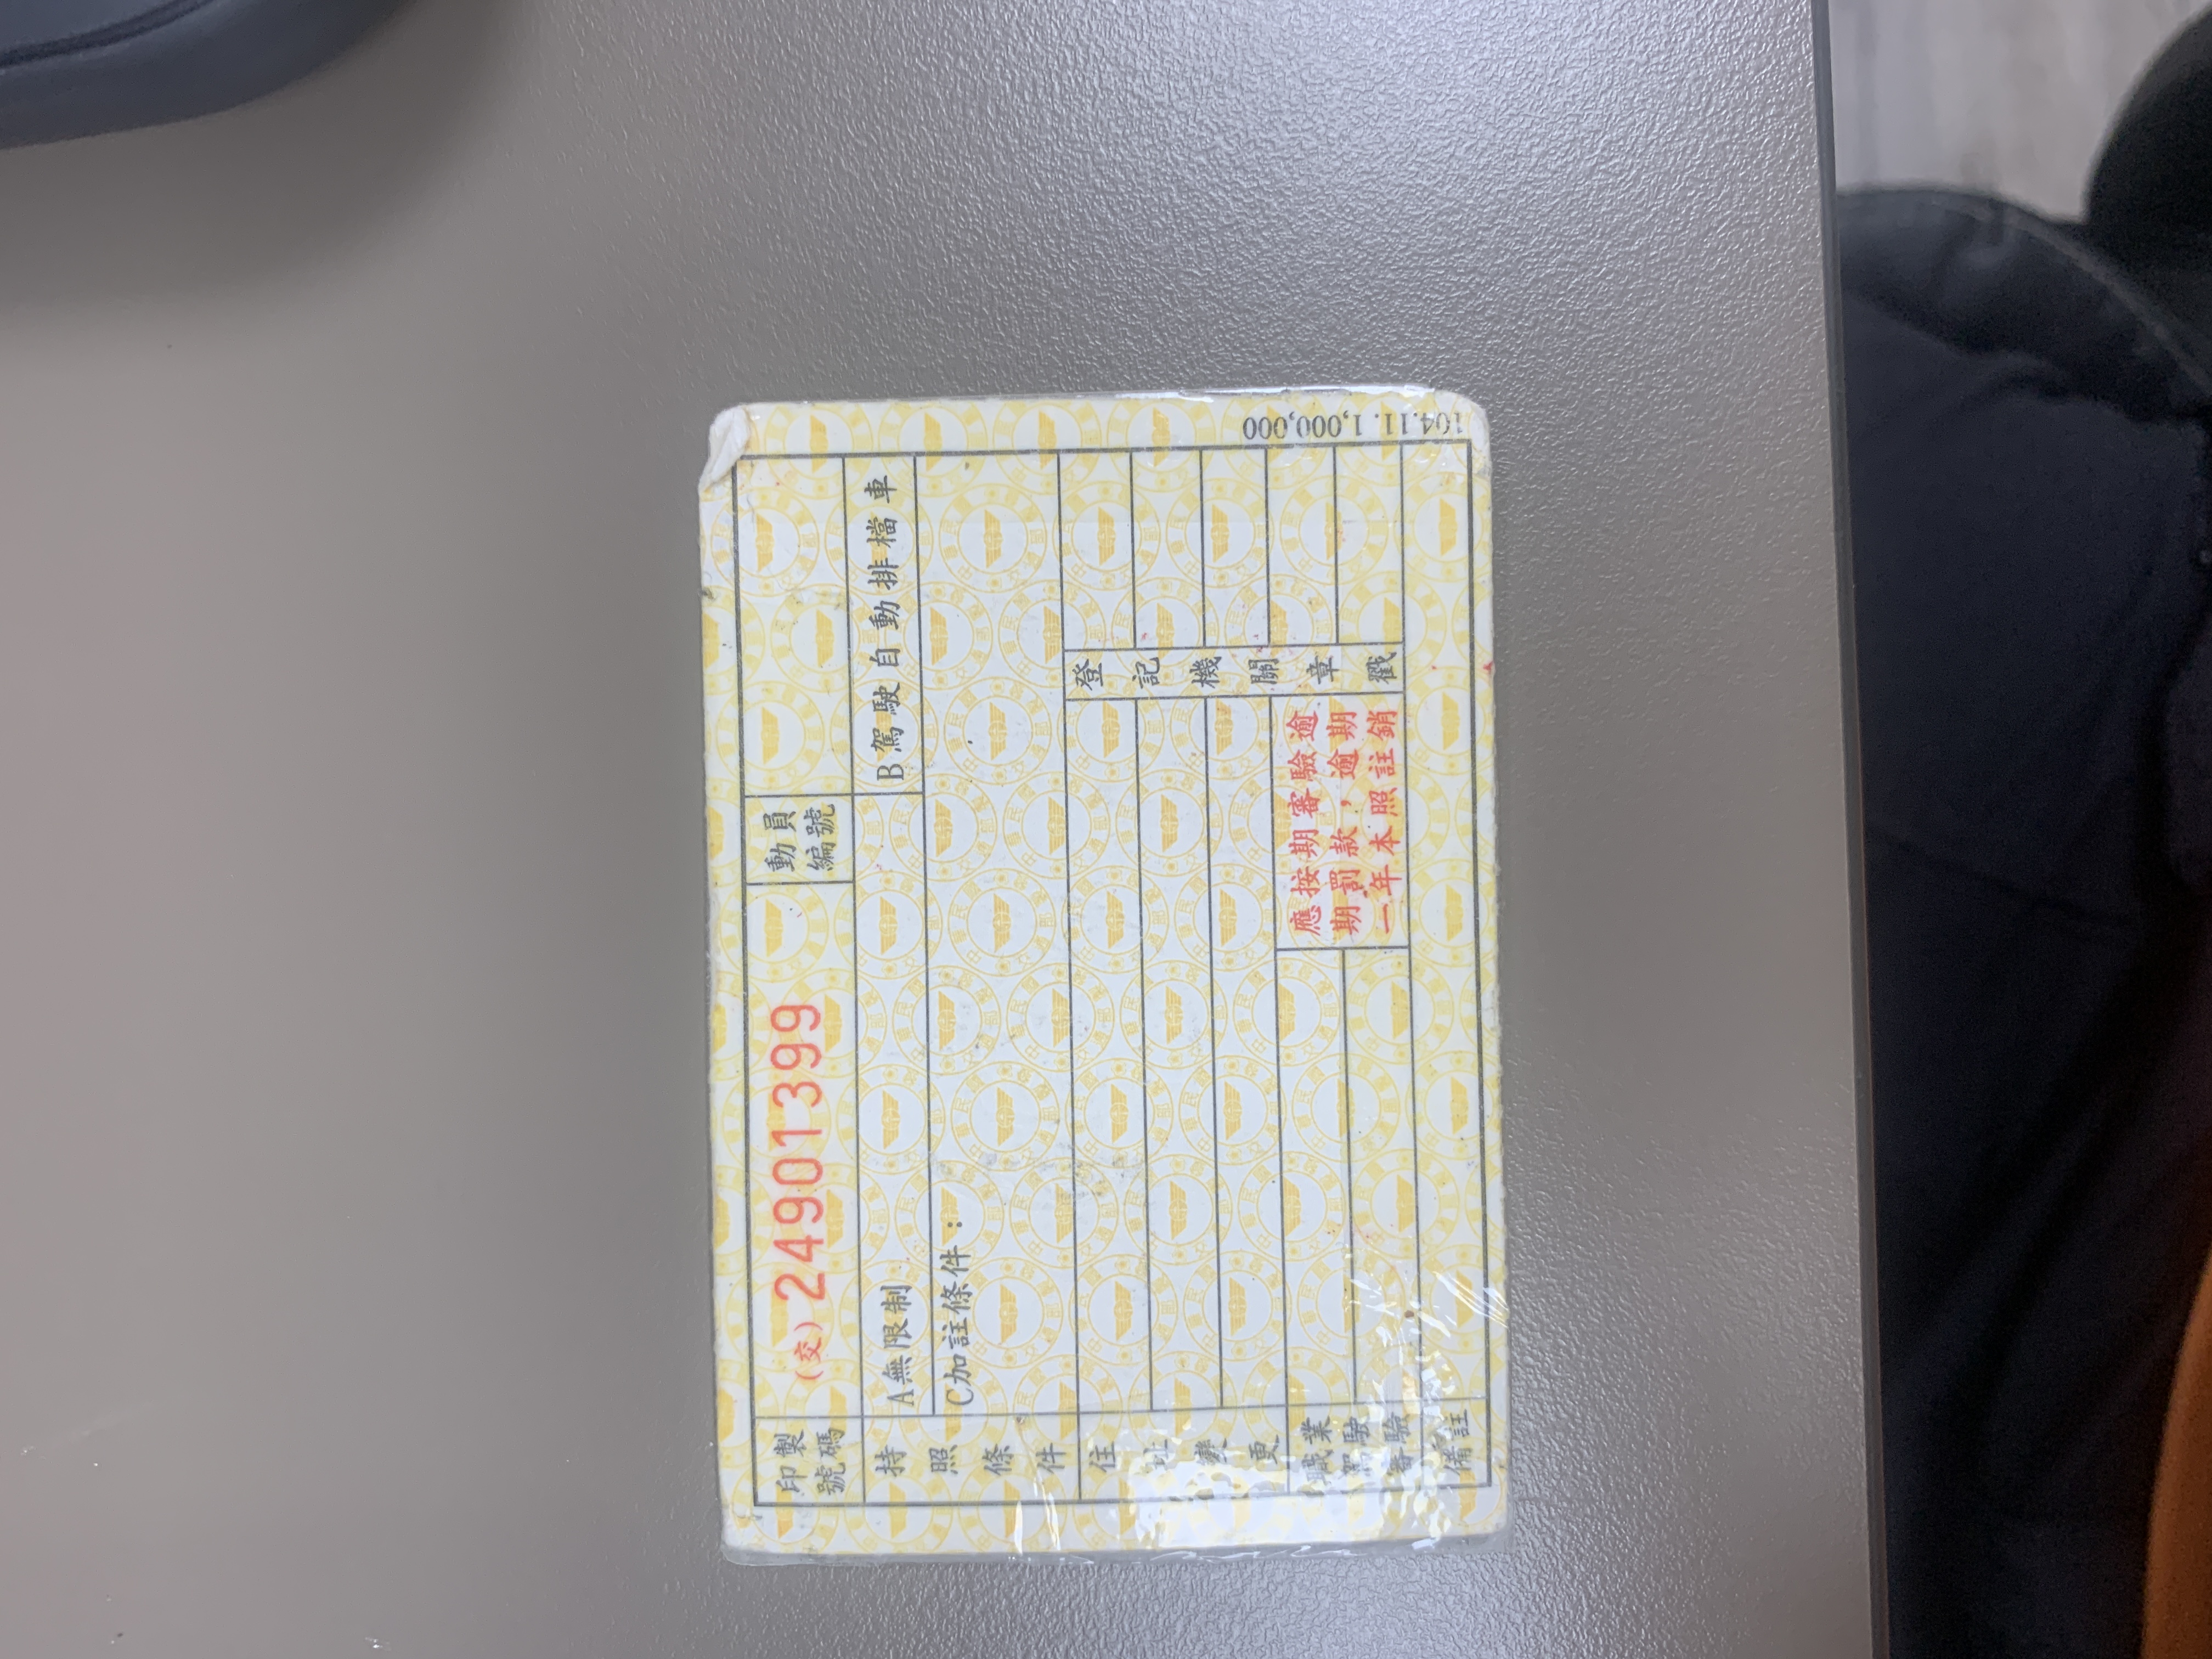 印製號碼
(交) 24901399
動員編號
持照條件
A無限制
B駕駛自動排檔車
C加註條件：
住址變更
登記機關章戳
職業駕駛審驗
應按期審驗逾
期罰款，逾期
一年本照註銷
備註
104.11. 1,000,000